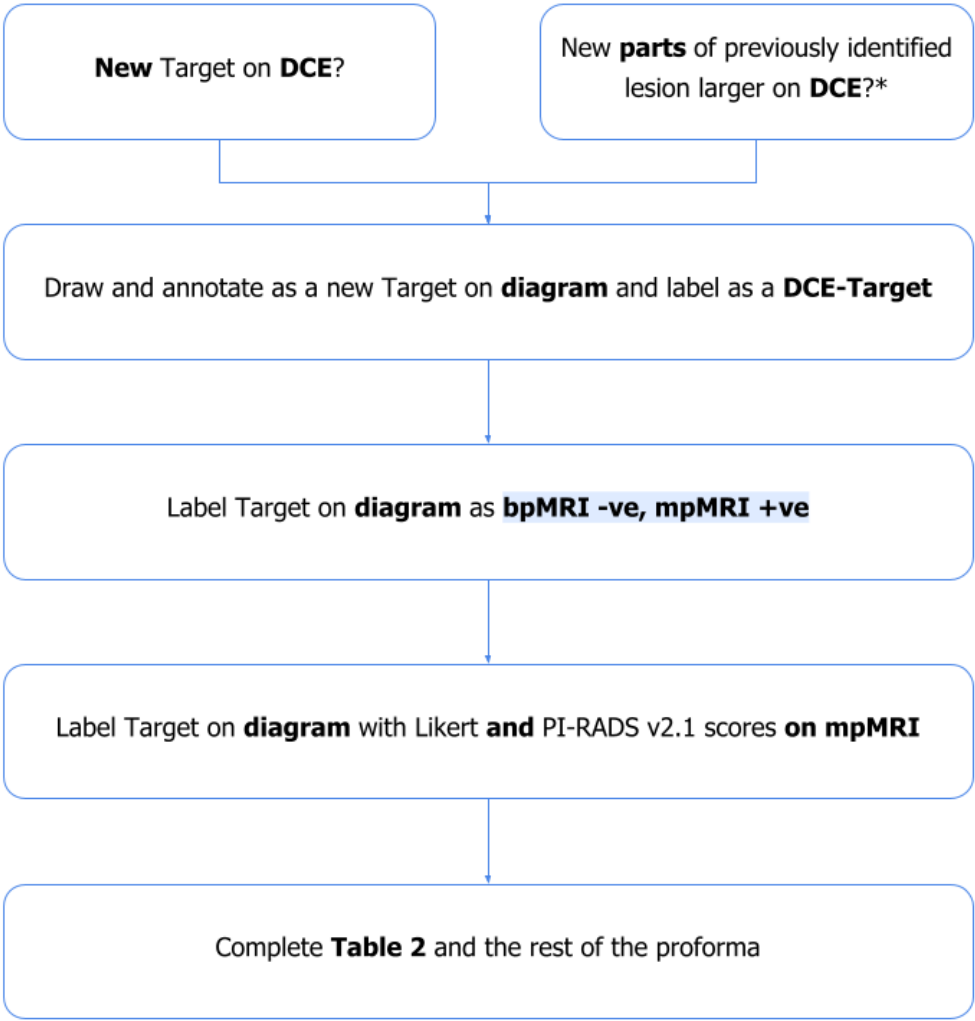 New Target on DCE?
New parts of previously identified
lesion larger on DCE?*
Draw and annotate as a new Target on diagram and label as a DCE-Target
Label Target on diagram as bpMRI -ve, mpMRI +ve
Label Target on diagram with Likert and PI-RADS v2.1 scores on mpMRI
Complete Table 2 and the rest of the proforma